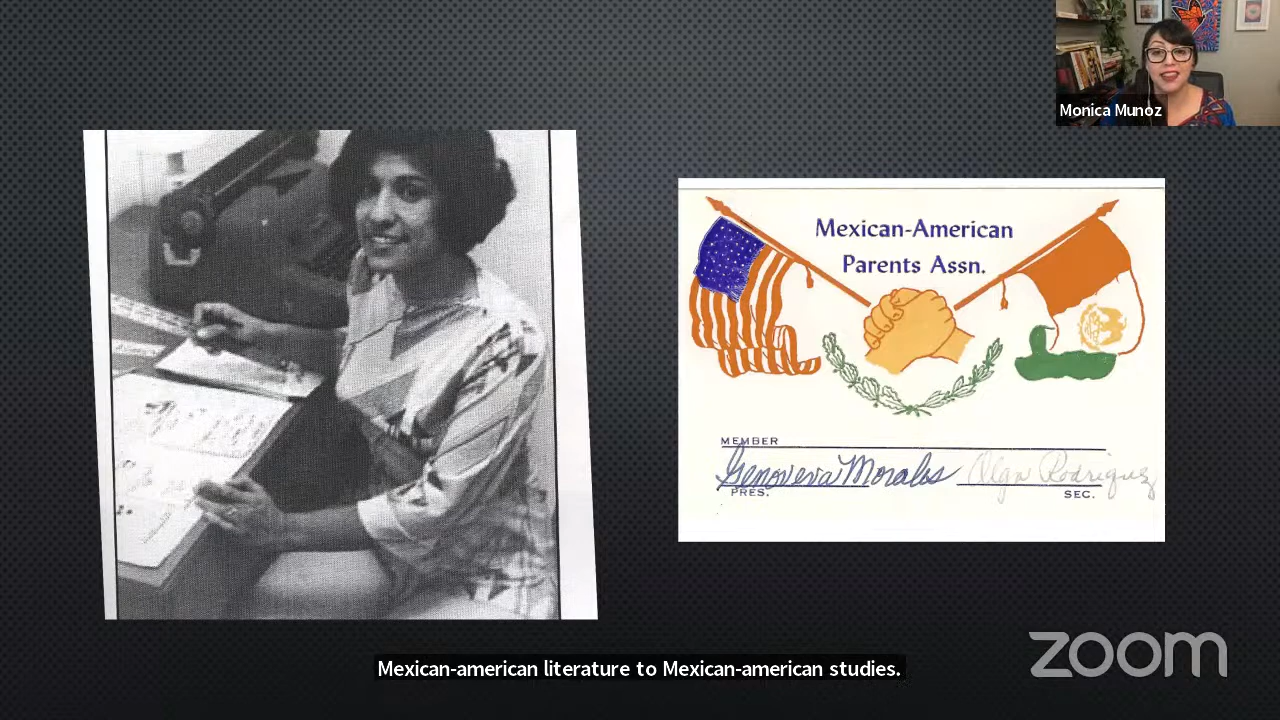 Monica Munoz
Mexican-American
Parents Assn.
MEMBER
Genoveva Morales Olga Rodriguez
PRES. SEC.
Mexican-american literature to Mexican-american studies.
zoom